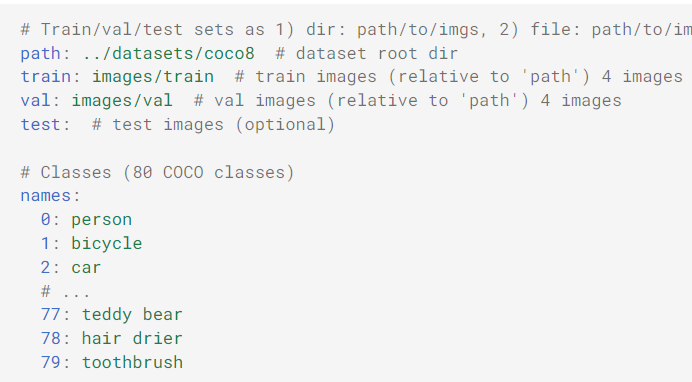 # Train/val/test sets as 1) dir: path/to/imgs, 2) file: path/to/im
path: ../datasets/coco8  # dataset root dir
train: images/train  # train images (relative to 'path') 4 images
val: images/val  # val images (relative to 'path') 4 images
test:  # test images (optional)
# Classes (80 COCO classes)
names:
  0: person
  1: bicycle
  2: car
  # ...
  77: teddy bear
  78: hair drier
  79: toothbrush